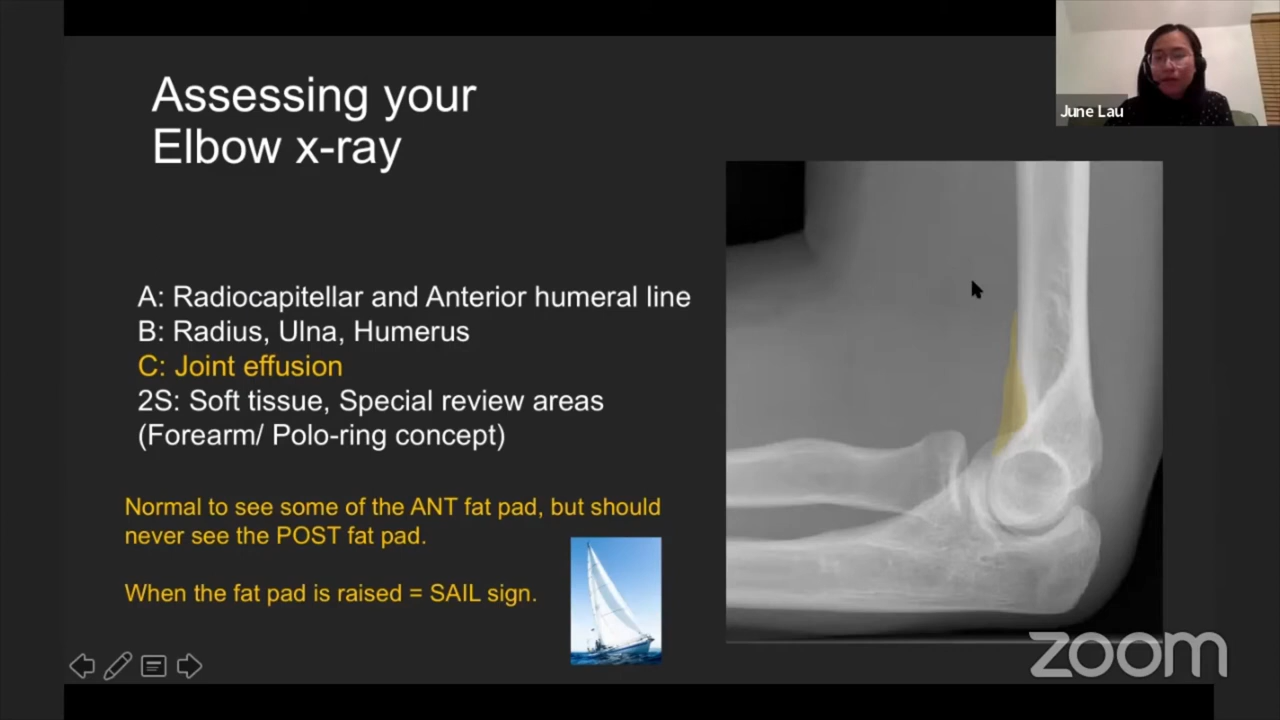 Assessing your
Elbow x-ray
June Lau
A: Radiocapitellar and Anterior humeral line
B: Radius, Ulna, Humerus
C: Joint effusion
2S: Soft tissue, Special review areas
(Forearm/ Polo-ring concept)
Normal to see some of the ANT fat pad, but should
never see the POST fat pad.
When the fat pad is raised = SAIL sign.
zoom